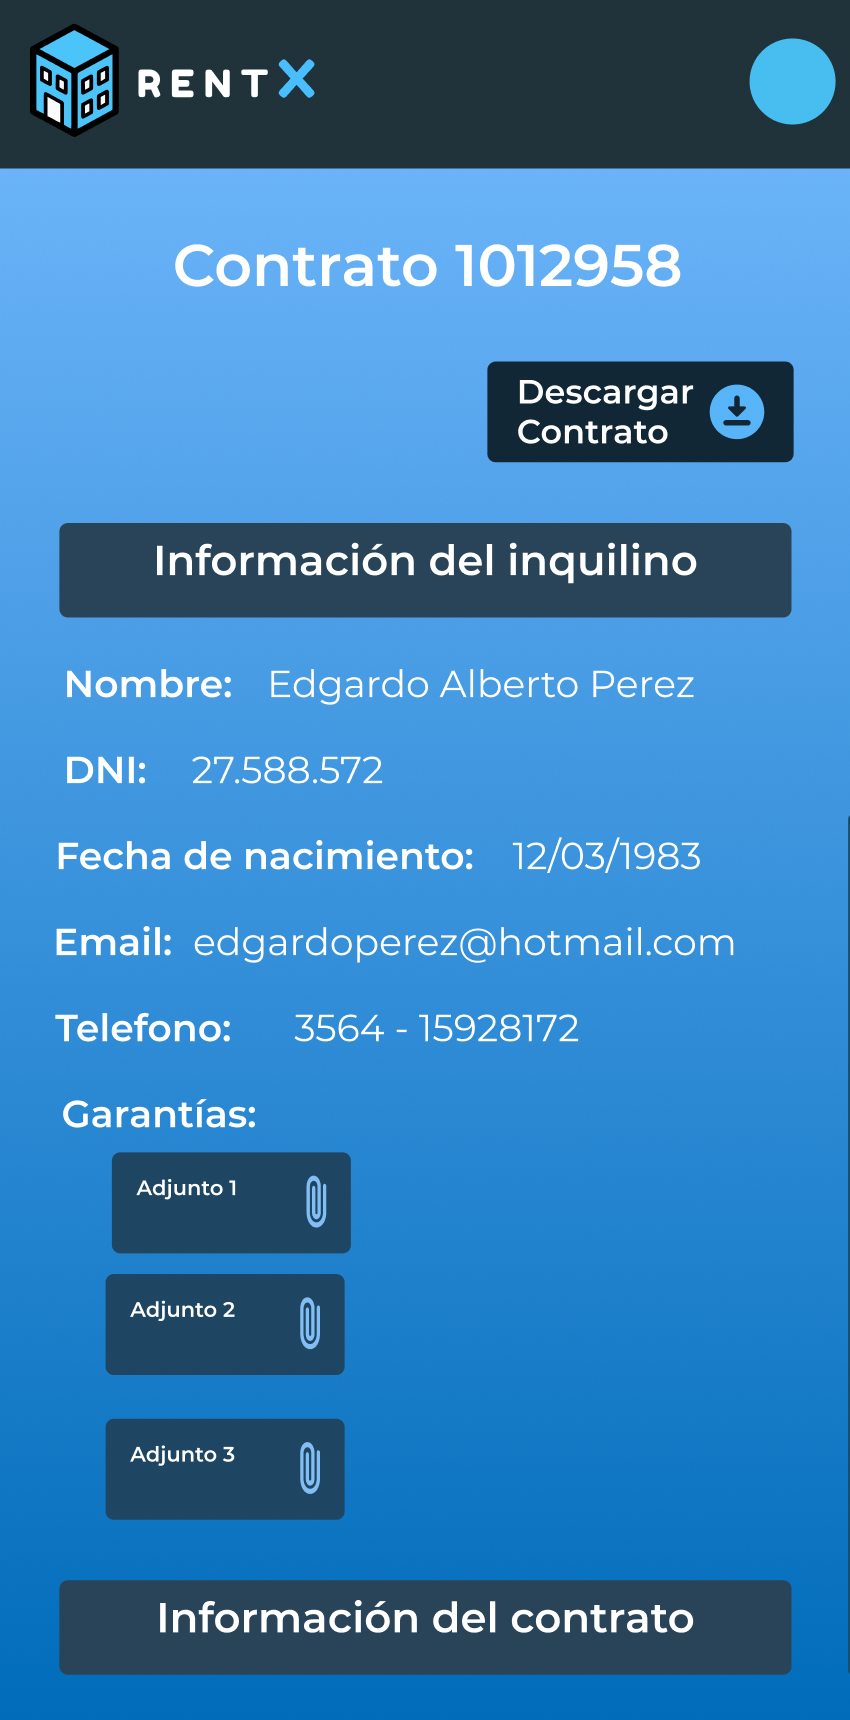 RENTX
Contrato 1012958
Descargar
Contrato
Información del inquilino
Nombre: Edgardo Alberto Perez
DNI: 27.588.572
Fecha de nacimiento: 12/03/1983
Email: edgardoperez@hotmail.com
Telefono: 3564 - 15928172
Garantías:
Adjunto 1
Adjunto 2
Adjunto 3
Información del contrato